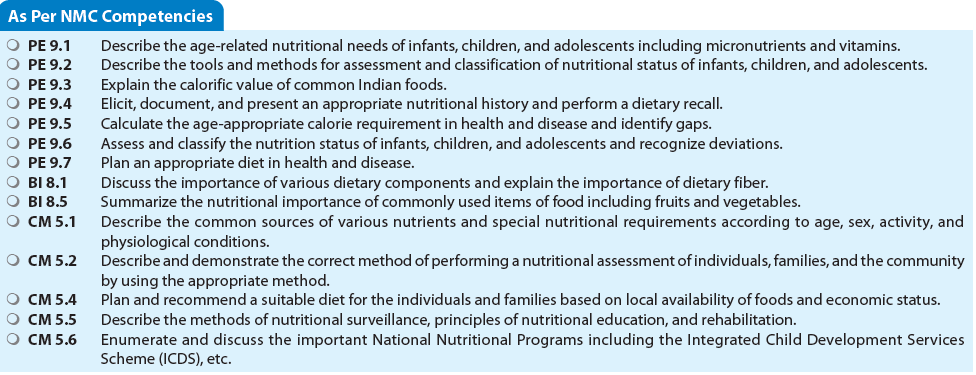 As Per NMC Competencies
PE 9.1 Describe the age-related nutritional needs of infants, children, and adolescents including micronutrients and vitamins.
PE 9.2 Describe the tools and methods for assessment and classification of nutritional status of infants, children, and adolescents.
PE 9.3 Explain the calorific value of common Indian foods.
PE 9.4 Elicit, document, and present an appropriate nutritional history and perform a dietary recall.
PE 9.5 Calculate the age-appropriate calorie requirement in health and disease and identify gaps.
PE 9.6 Assess and classify the nutrition status of infants, children, and adolescents and recognize deviations.
PE 9.7 Plan an appropriate diet in health and disease.
BI 8.1 Discuss the importance of various dietary components and explain the importance of dietary fiber.
BI 8.5 Summarize the nutritional importance of commonly used items of food including fruits and vegetables.
CM 5.1 Describe the common sources of various nutrients and special nutritional requirements according to age, sex, activity, and
physiological conditions.
CM 5.2 Describe and demonstrate the correct method of performing a nutritional assessment of individuals, families, and the community
by using the appropriate method.
CM 5.4 Plan and recommend a suitable diet for the individuals and families based on local availability of foods and economic status.
CM 5.5 Describe the methods of nutritional surveillance, principles of nutritional education, and rehabilitation.
CM 5.6 Enumerate and discuss the important National Nutritional Programs including the Integrated Child Development Services
Scheme (ICDS), etc.